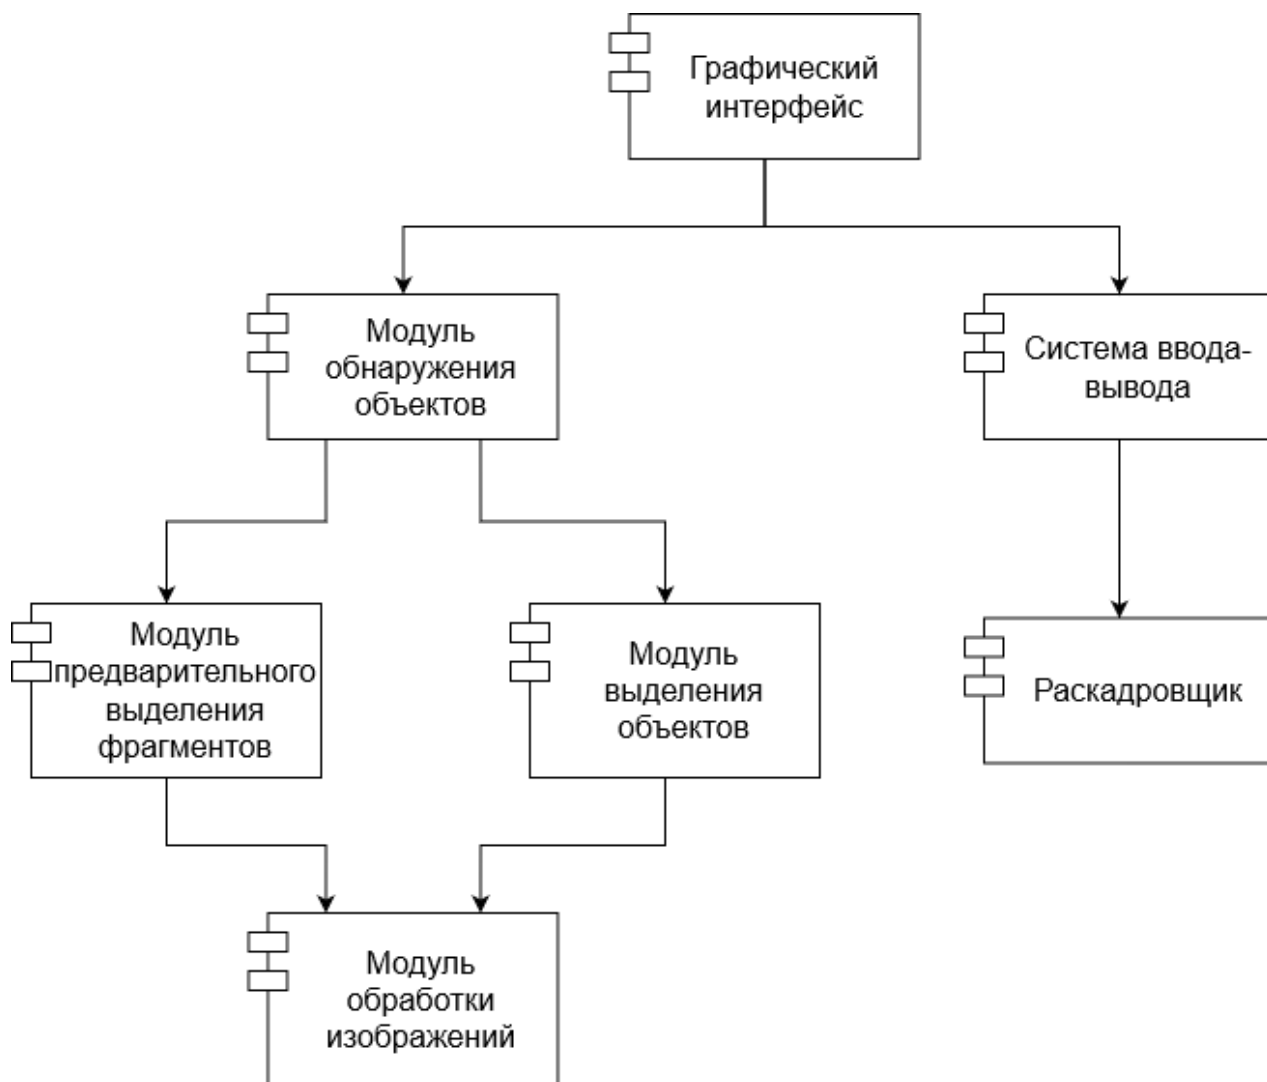 Графический
интерфейс
Модуль
обнаружения
объектов
Система ввода-
вывода
Модуль
предварительного
выделения
фрагментов
Модуль
выделения
объектов
Раскадровщик
Модуль
обработки
изображений